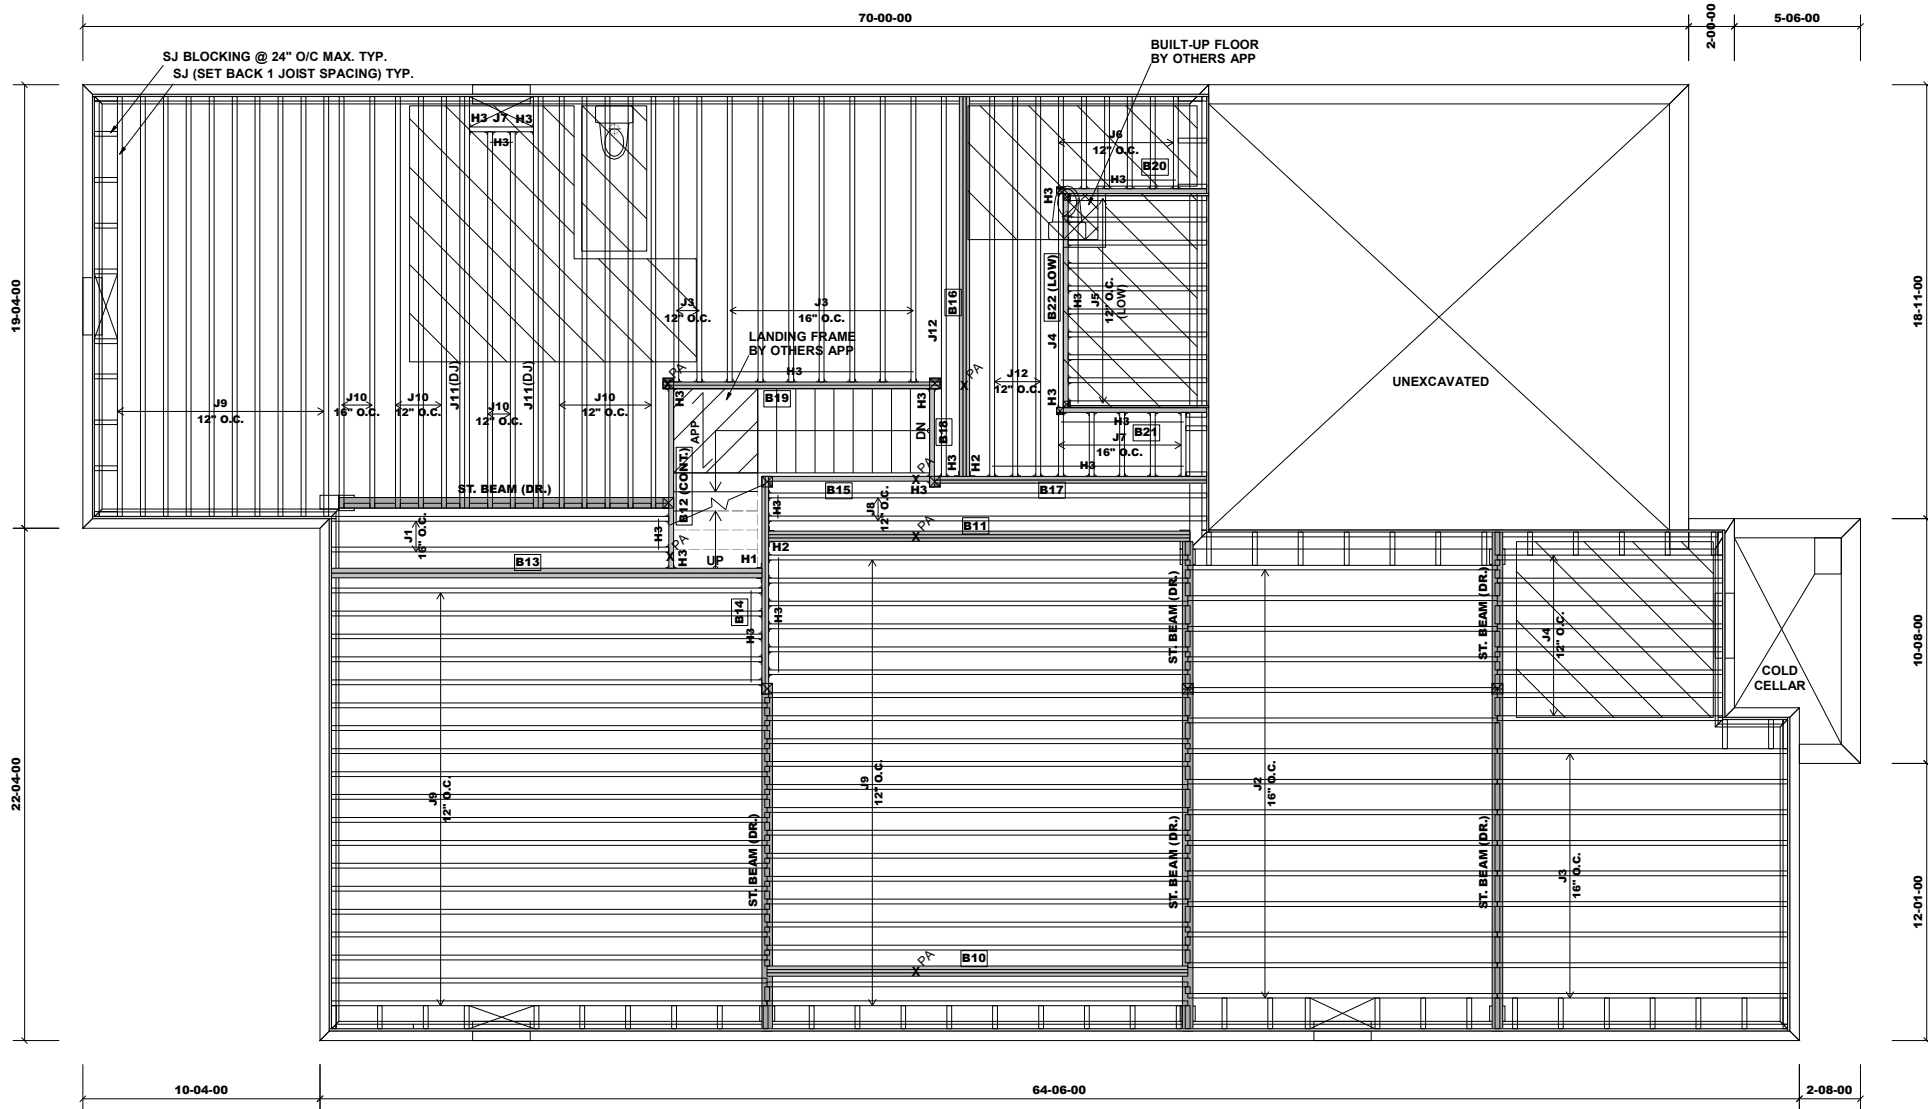 70-00-00
2-00-00
5-06-00
SJ BLOCKING @ 24" O/C MAX. TYP.
SJ (SET BACK 1 JOIST SPACING) TYP.
BUILT-UP FLOOR
BY OTHERS APP
H3 J7 H3
H3
J6
12" O.C.
B20
H3
H3
19-04-00
18-11-00
B22 (LOW)
H3
J5
12" O.C.
(LOW)
B16
J3
12" O.C.
J3
16" O.C.
J12
J4
LANDING FRAME
BY OTHERS APP
UNEXCAVATED
PA
H3
PA
J12
12" O.C.
J9
12" O.C.
J10
16" O.C.
J10
12" O.C.
J11(DJ)
J10
12" O.C.
J11(DJ)
J10
12" O.C.
H3
B19
H3
H3
H3
B21
J7
16" O.C.
APP
DN
B18
H3
H2
H3
PA
ST. BEAM (DR.)
B12 (CONT.)
B15
H3
B17
J1
16" O.C.
H3
PA
H3
J8
12" O.C.
PA
B11
H2
B13
H3
UP
H1
B14
H3
H3
ST. BEAM (DR.)
ST. BEAM (DR.)
J4
12" O.C.
COLD
CELLAR
10-08-00
22-04-00
J9
12" O.C.
J9
12" O.C.
J2
16" O.C.
ST. BEAM (DR.)
ST. BEAM (DR.)
ST. BEAM (DR.)
J3
16" O.C.
12-01-00
PA
B10
10-04-00
64-06-00
2-08-00